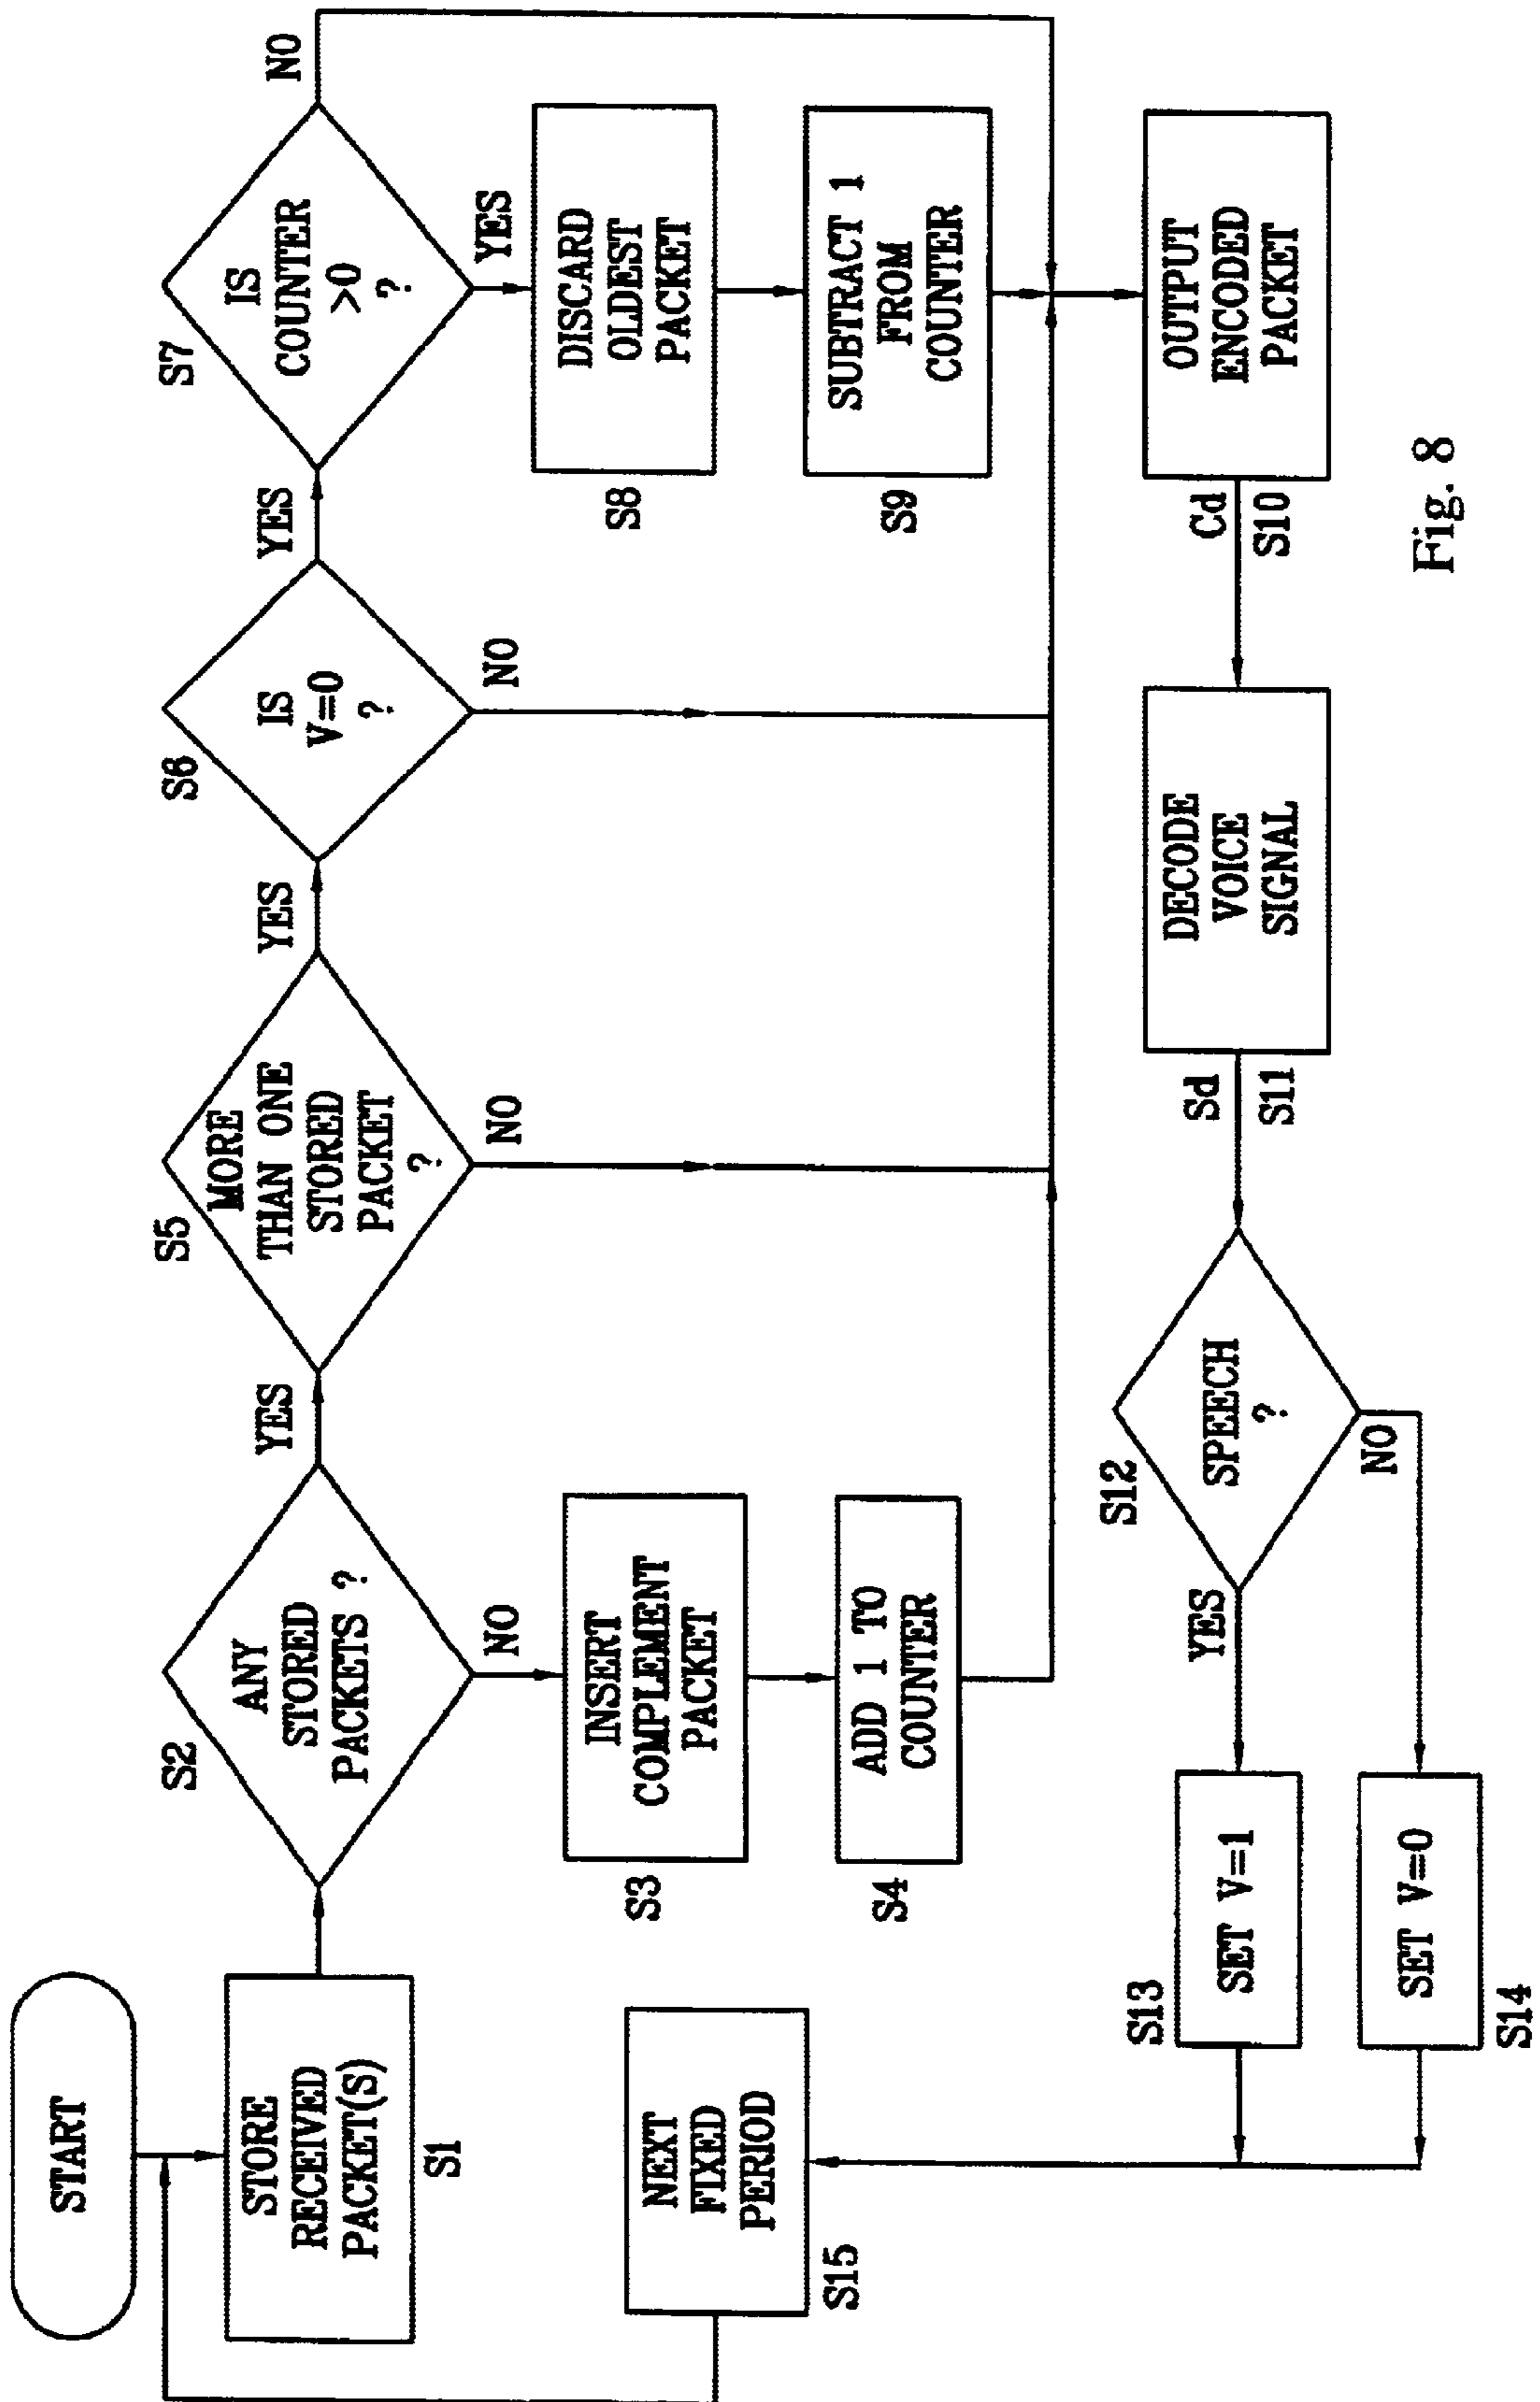 START
STORE
RECEIVED
PACKET(S)
S1
S2
ANY
STORED
PACKETS ?
YES
NO
INSERT
COMPLEMENT
PACKET
S3
ADD 1 TO
COUNTER
S4
S5
MORE
THAN ONE
STORED
PACKET
?
YES
NO
S6
IS
V=0
?
YES
NO
S7
IS
COUNTER
>0
?
NO
YES
DISCARD
OLDEST
PACKET
S8
SUBTRACT 1
FROM
COUNTER
S9
OUTPUT
ENCODED
PACKET
Cd
S10
DECODE
VOICE
SIGNAL
Sd
S11
S12
SPEECH
?
YES
NO
S13
SET V=1
SET V=0
S14
NEXT
FIXED
PERIOD
S15
Fig. 8